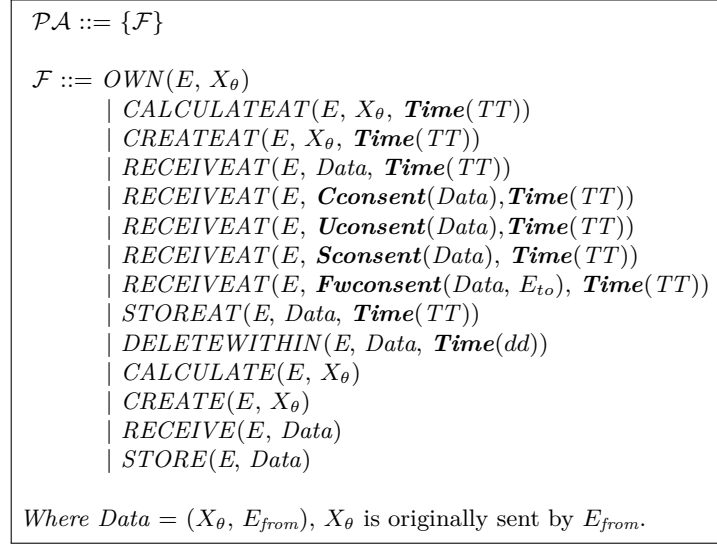 𝒫𝒜 ::= {ℱ}
ℱ ::= OWN(E, X_θ)
| CALCULATEAT(E, X_θ, Time(TT))
| CREATEAT(E, X_θ, Time(TT))
| RECEIVEAT(E, Data, Time(TT))
| RECEIVEAT(E, Cconsent(Data),Time(TT))
| RECEIVEAT(E, Uconsent(Data),Time(TT))
| RECEIVEAT(E, Sconsent(Data), Time(TT))
| RECEIVEAT(E, Fwconsent(Data, E_to), Time(TT))
| STOREAT(E, Data, Time(TT))
| DELETEWITHIN(E, Data, Time(dd))
| CALCULATE(E, X_θ)
| CREATE(E, X_θ)
| RECEIVE(E, Data)
| STORE(E, Data)
Where Data = (X_θ, E_from), X_θ is originally sent by E_from.